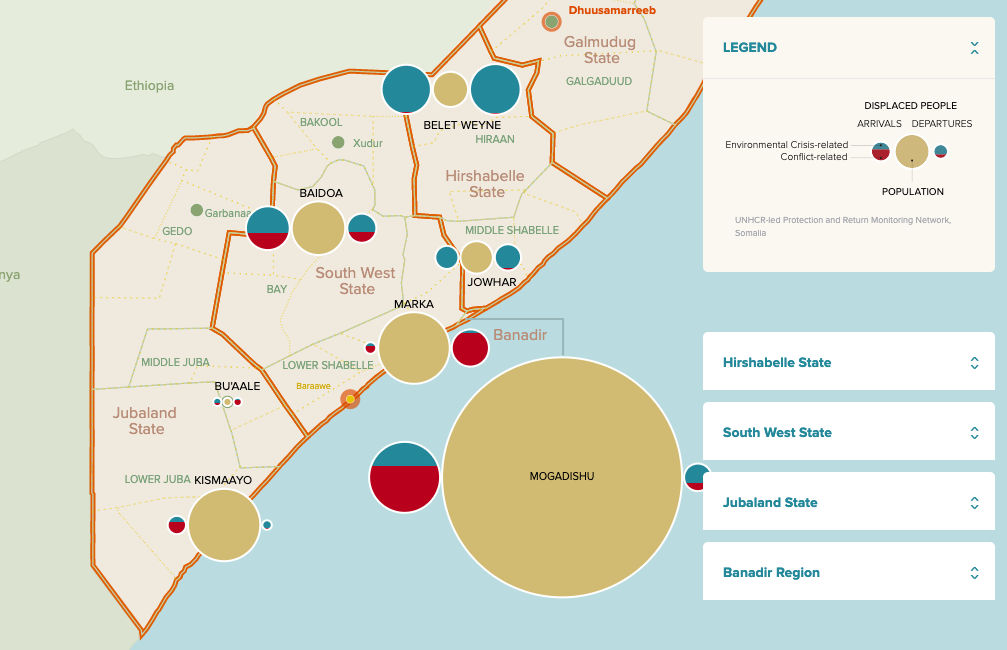 Dhuusamarreeb
Galmudug
State
GALGADUUD
Ethiopia
BAKOOL
Xudur
BELET WEYNE
HIRAAN
Hirshabelle
State
BAIDOA
Garbanaa
GEDO
MIDDLE SHABELLE
nya
South West
State
BAY
JOWHAR
MARKA
Banadir
MIDDLE JUBA
LOWER SHABELLE
BU'AALE
Baraawe
Jubaland
State
LOWER JUBA
KISMAAYO
MOGADISHU
LEGEND
DISPLACED PEOPLE
ARRIVALS DEPARTURES
Environmental Crisis-related
Conflict-related
POPULATION
UNHCR-led Protection and Return Monitoring Network,
Somalia
Hirshabelle State
South West State
Jubaland State
Banadir Region